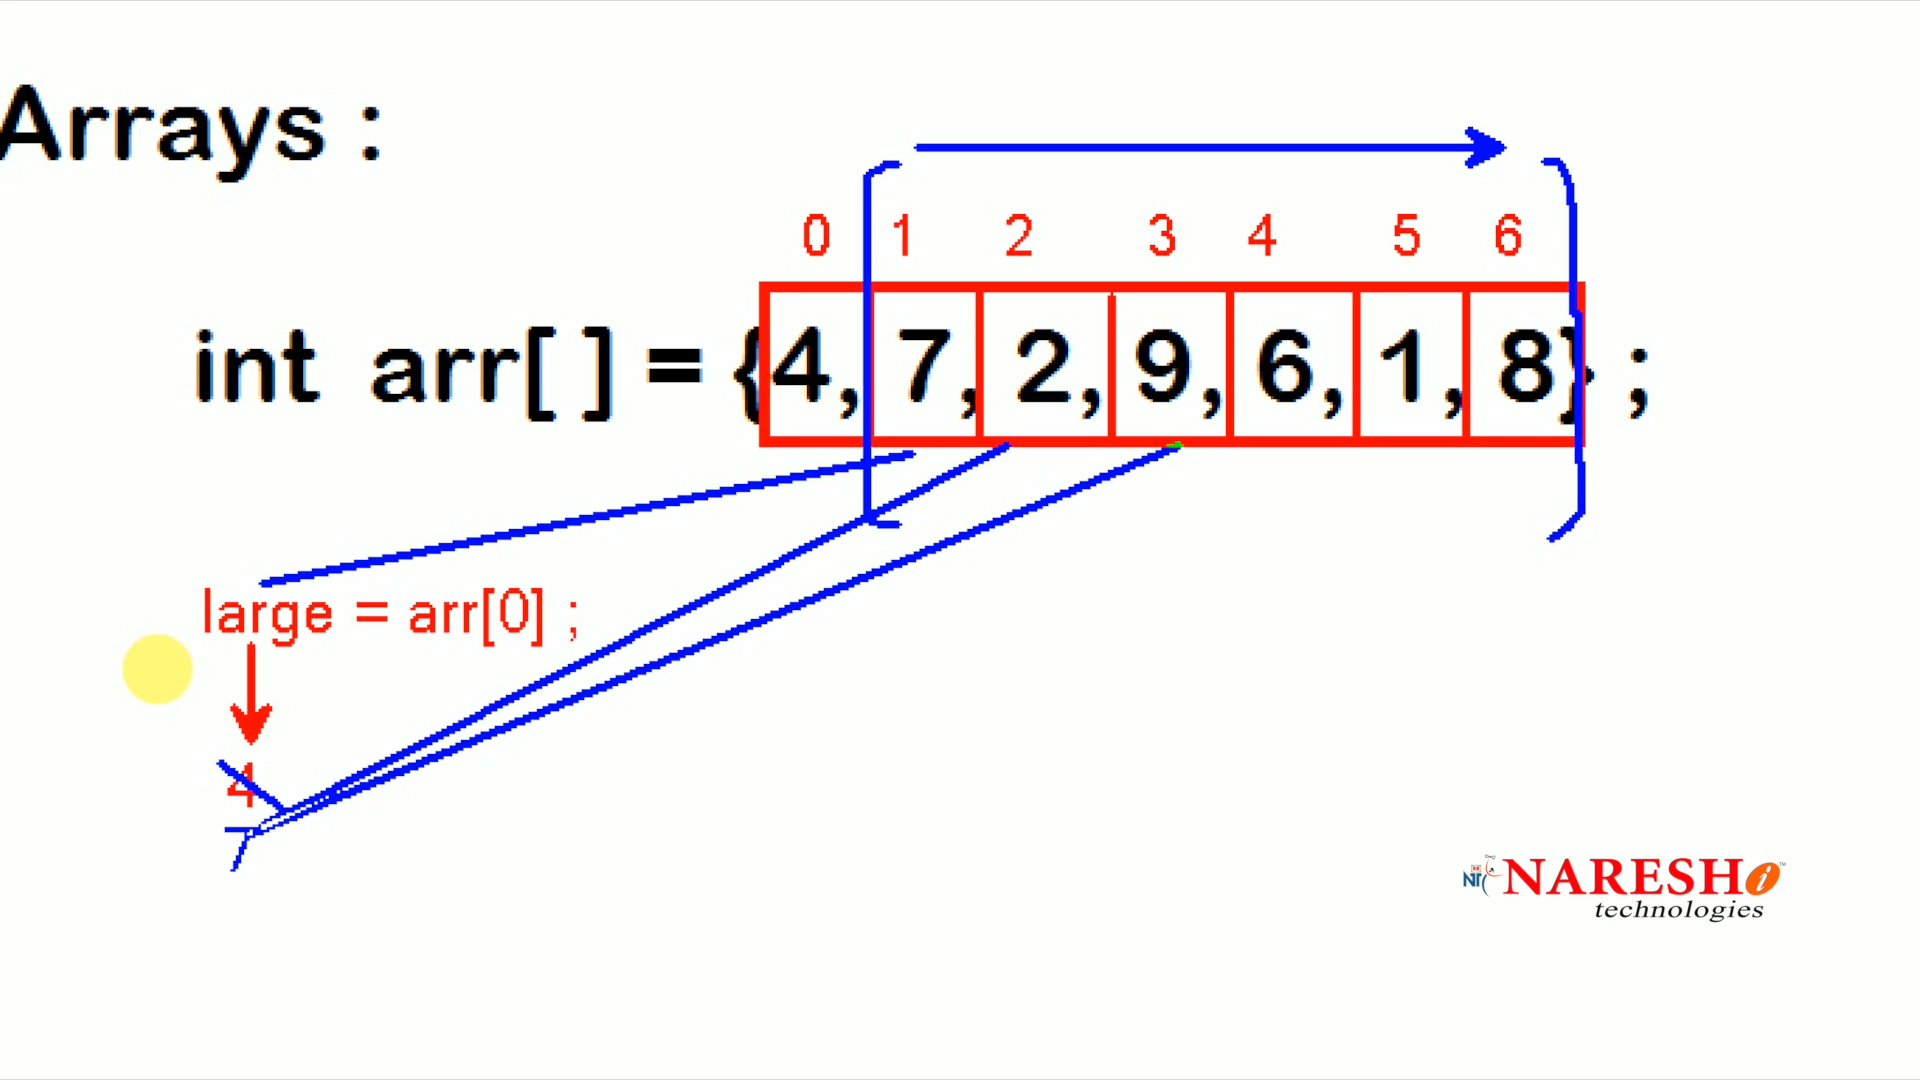 Arrays :
0 1 2 3 4 5 6
int arr[ ] = {4, 7, 2, 9, 6, 1, 8} ;
large = arr[0] ;
4
7
NARESH i ™
technologies